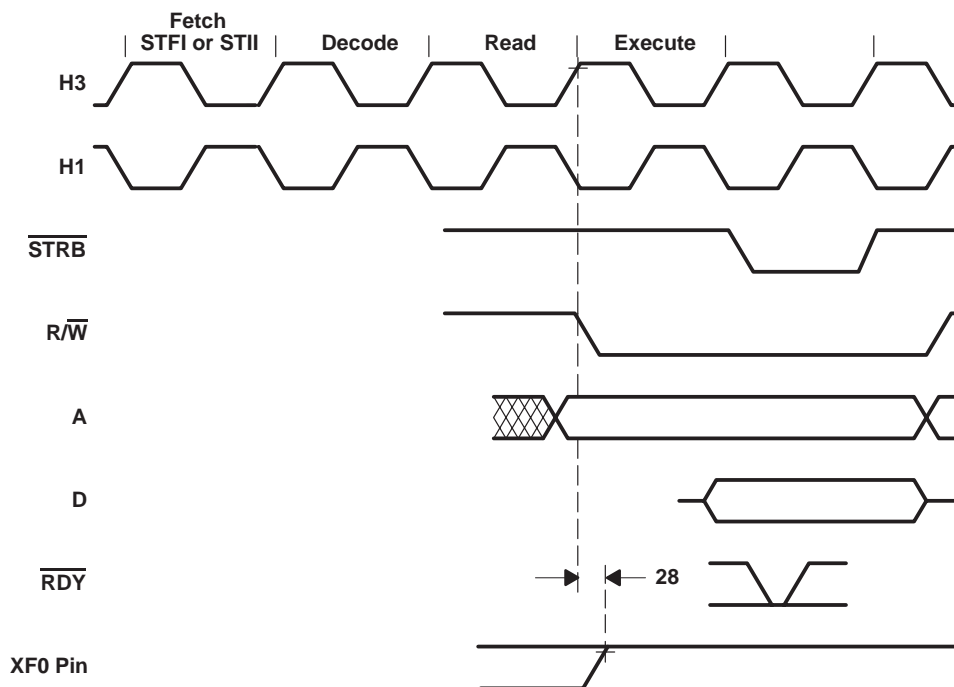 Fetch
STFI or STII
Decode
Read
Execute
H3
H1
STRB
R/W
A
D
RDY
28
XF0 Pin